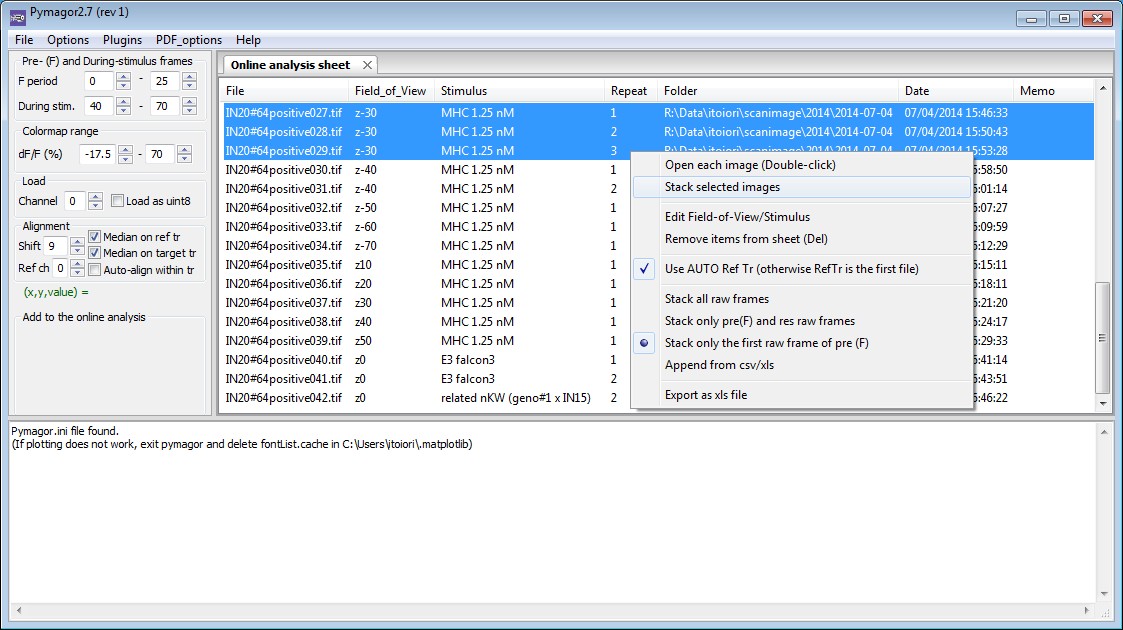 Pymagor2.7 (rev 1)
File Options Plugins PDF_options Help
Pre- (F) and During-stimulus frames
F period 0 - 25
During stim. 40 - 70
Colormap range
dF/F (%) -17.5 - 70
Load
Channel 0 Load as uint8
Alignment
Shift 9 Median on ref tr
Median on target tr
Ref ch 0 Auto-align within tr
(x,y,value) =
Add to the online analysis
Online analysis sheet
File Field_of_View Stimulus Repeat Folder Date Memo
IN20#64positive027.tif z-30 MHC 1.25 nM 1 R:\Data\itoiori\scanimage\2014\2014-07-04 07/04/2014 15:46:33
IN20#64positive028.tif z-30 MHC 1.25 nM 2 R:\Data\itoiori\scanimage\2014\2014-07-04 07/04/2014 15:50:43
IN20#64positive029.tif z-30 MHC 1.25 nM 3 R:\Data\itoiori\scanimage\2014\2014-07-04 07/04/2014 15:53:28
IN20#64positive030.tif z-40 MHC 1.25 nM 1 5:58:50
IN20#64positive031.tif z-40 MHC 1.25 nM 2 6:01:14
IN20#64positive032.tif z-50 MHC 1.25 nM 1 6:07:27
IN20#64positive033.tif z-60 MHC 1.25 nM 1 6:09:59
IN20#64positive034.tif z-70 MHC 1.25 nM 1 6:12:29
IN20#64positive035.tif z10 MHC 1.25 nM 1 6:15:11
IN20#64positive036.tif z20 MHC 1.25 nM 1 6:18:11
IN20#64positive037.tif z30 MHC 1.25 nM 1 6:21:20
IN20#64positive038.tif z40 MHC 1.25 nM 1 6:24:17
IN20#64positive039.tif z50 MHC 1.25 nM 1 6:29:33
IN20#64positive040.tif z0 E3 falcon3 1 6:41:14
IN20#64positive041.tif z0 E3 falcon3 2 6:43:51
IN20#64positive042.tif z0 related nKW (geno#1 x IN15) 2 6:46:22
Open each image (Double-click)
Stack selected images
Edit Field-of-View/Stimulus
Remove items from sheet (Del)
Use AUTO Ref Tr (otherwise RefTr is the first file)
Stack all raw frames
Stack only pre(F) and res raw frames
Stack only the first raw frame of pre (F)
Append from csv/xls
Export as xls file
Pymagor.ini file found.
(If plotting does not work, exit pymagor and delete fontList.cache in C:\Users\itoiori\.matplotlib)